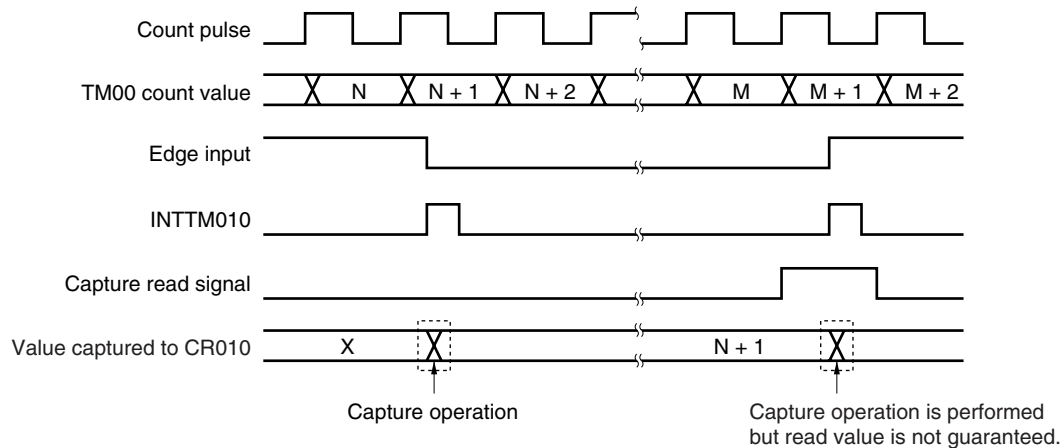 Count pulse
TM00 count value N N + 1 N + 2 M M + 1 M + 2
Edge input
INTTM010
Capture read signal
Value captured to CR010 X N + 1
Capture operation
Capture operation is performed
but read value is not guaranteed.